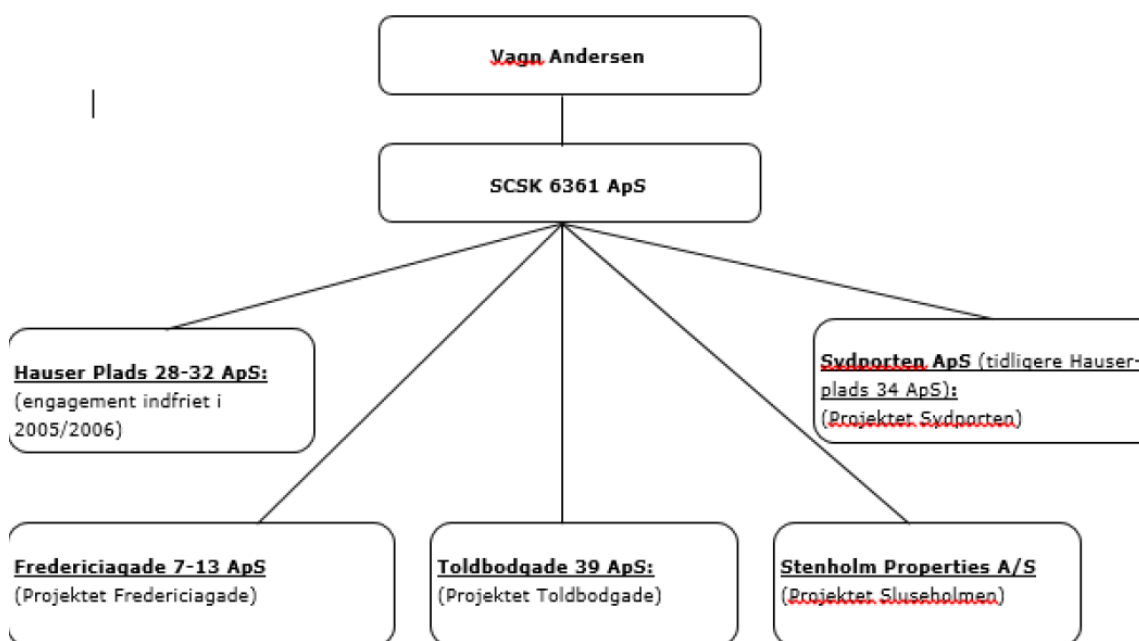 Vagn Andersen
SCSK 6361 ApS
Hauser Plads 28-32 ApS:
(engagement indfriet i
2005/2006)
Sydporten ApS (tidligere Hauser-
plads 34 ApS):
(Projektet Sydporten)
Fredericiagade 7-13 ApS
(Projektet Fredericiagade)
Toldbodgade 39 ApS:
(Projektet Toldbodgade)
Stenholm Properties A/S
(Projektet Sluseholmen)